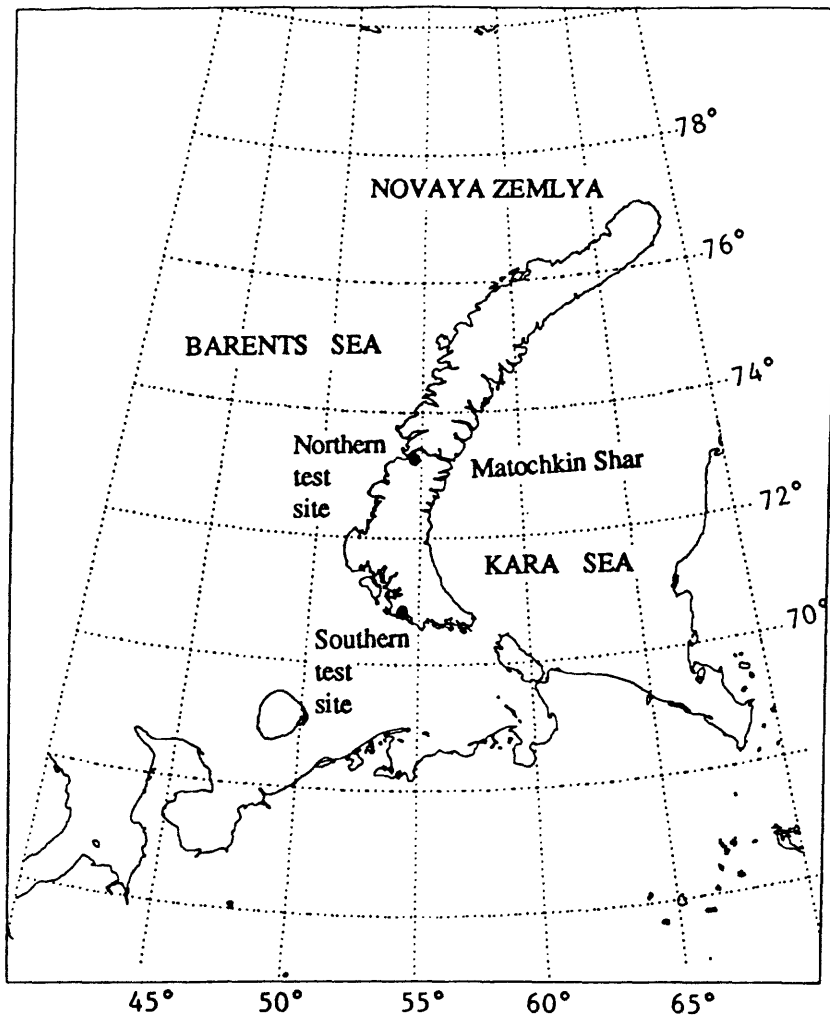 78°
NOVAYA ZEMLYA
76°
BARENTS SEA
74°
Northern
test
site
Matochkin Shar
72°
KARA SEA
70°
Southern
test
site
45° 50° 55° 60° 65°